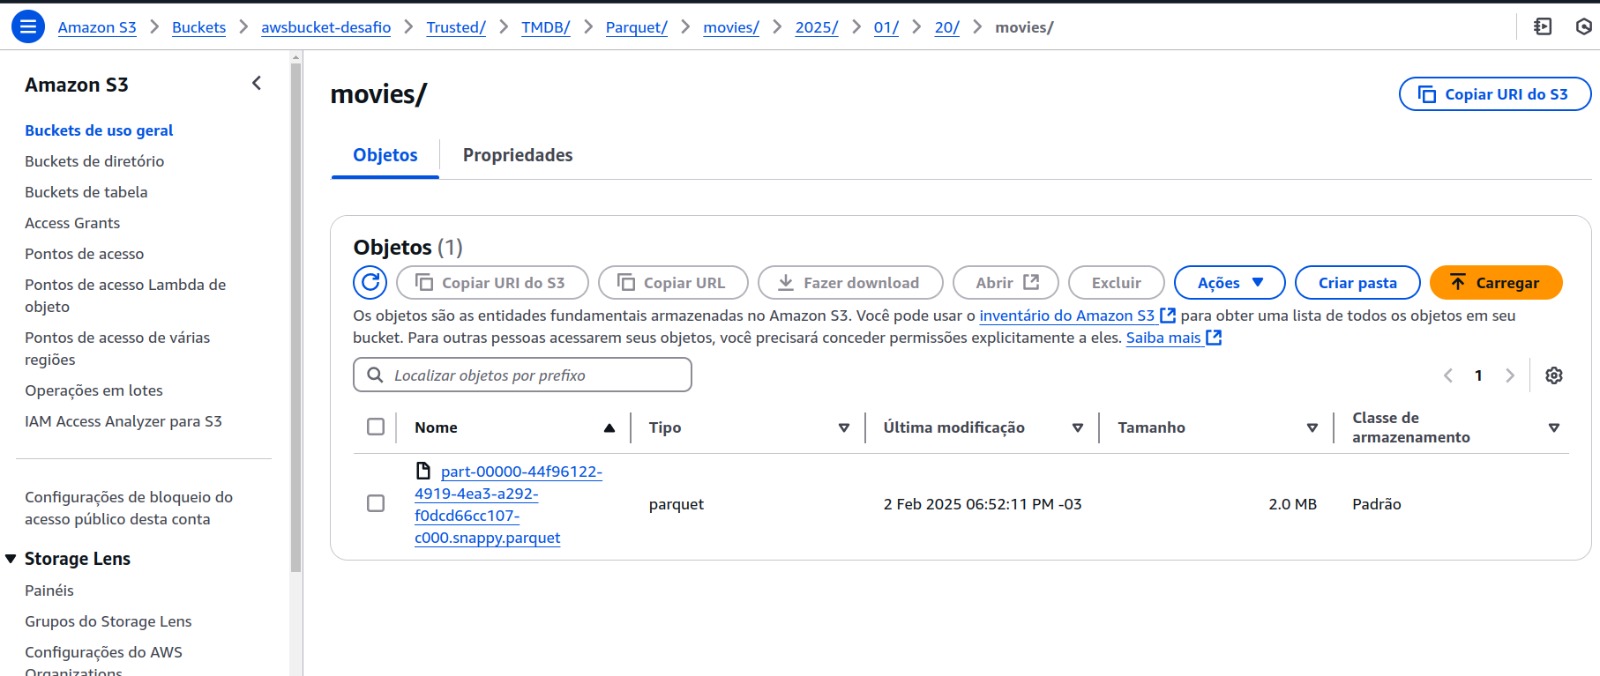 Amazon S3 > Buckets > awsbucket-desafio > Trusted/ > TMDB/ > Parquet/ > movies/ > 2025/ > 01/ > 20/ > movies/
Amazon S3
Buckets de uso geral
Buckets de diretório
Buckets de tabela
Access Grants
Pontos de acesso
Pontos de acesso Lambda de
objeto
Pontos de acesso de várias
regiões
Operações em lotes
IAM Access Analyzer para S3
Configurações de bloqueio do
acesso público desta conta
Storage Lens
Painéis
Grupos do Storage Lens
Configurações do AWS
Organizations
movies/
Copiar URI do S3
Objetos Propriedades
Objetos (1)
Copiar URI do S3 Copiar URL Fazer download Abrir Excluir Ações Criar pasta Carregar
Os objetos são as entidades fundamentais armazenadas no Amazon S3. Você pode usar o inventário do Amazon S3 para obter uma lista de todos os objetos em seu
bucket. Para outras pessoas acessarem seus objetos, você precisará conceder permissões explicitamente a eles. Saiba mais
Localizar objetos por prefixo
1
Nome Tipo Última modificação Tamanho Classe de
armazenamento
part-00000-44f96122-
4919-4ea3-a292-
f0dcd66cc107-
c000.snappy.parquet
parquet 2 Feb 2025 06:52:11 PM -03 2.0 MB Padrão